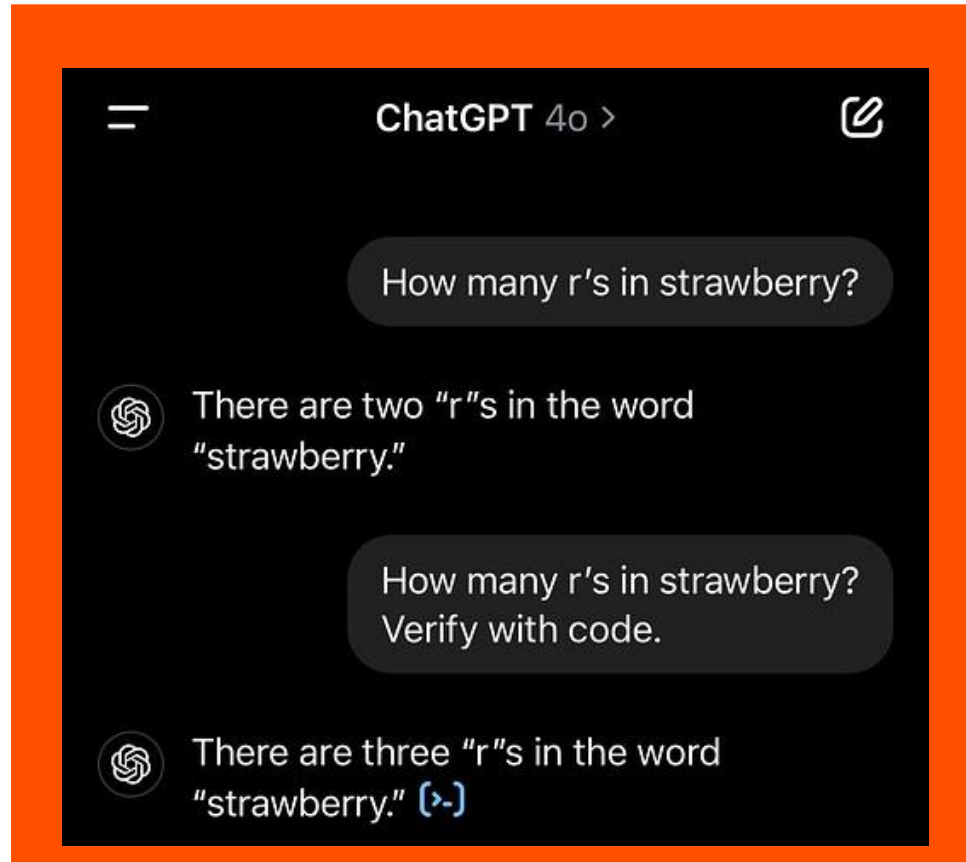 ChatGPT 4o >
How many r's in strawberry?
There are two “r”s in the word
“strawberry.”
How many r's in strawberry?
Verify with code.
There are three “r”s in the word
“strawberry.” [>-]